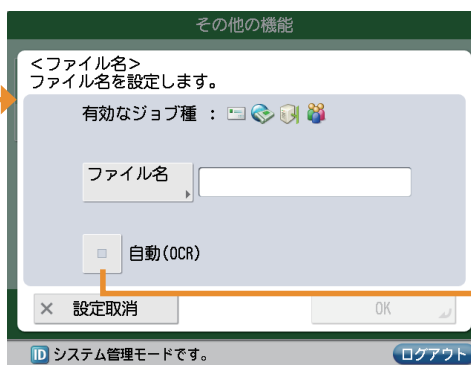 その他の機能
<ファイル名>
ファイル名を設定します。
有効なジョブ種 :
ファイル名
自動(OCR)
× 設定取消
OK
ID システム管理モードです。
ログアウト